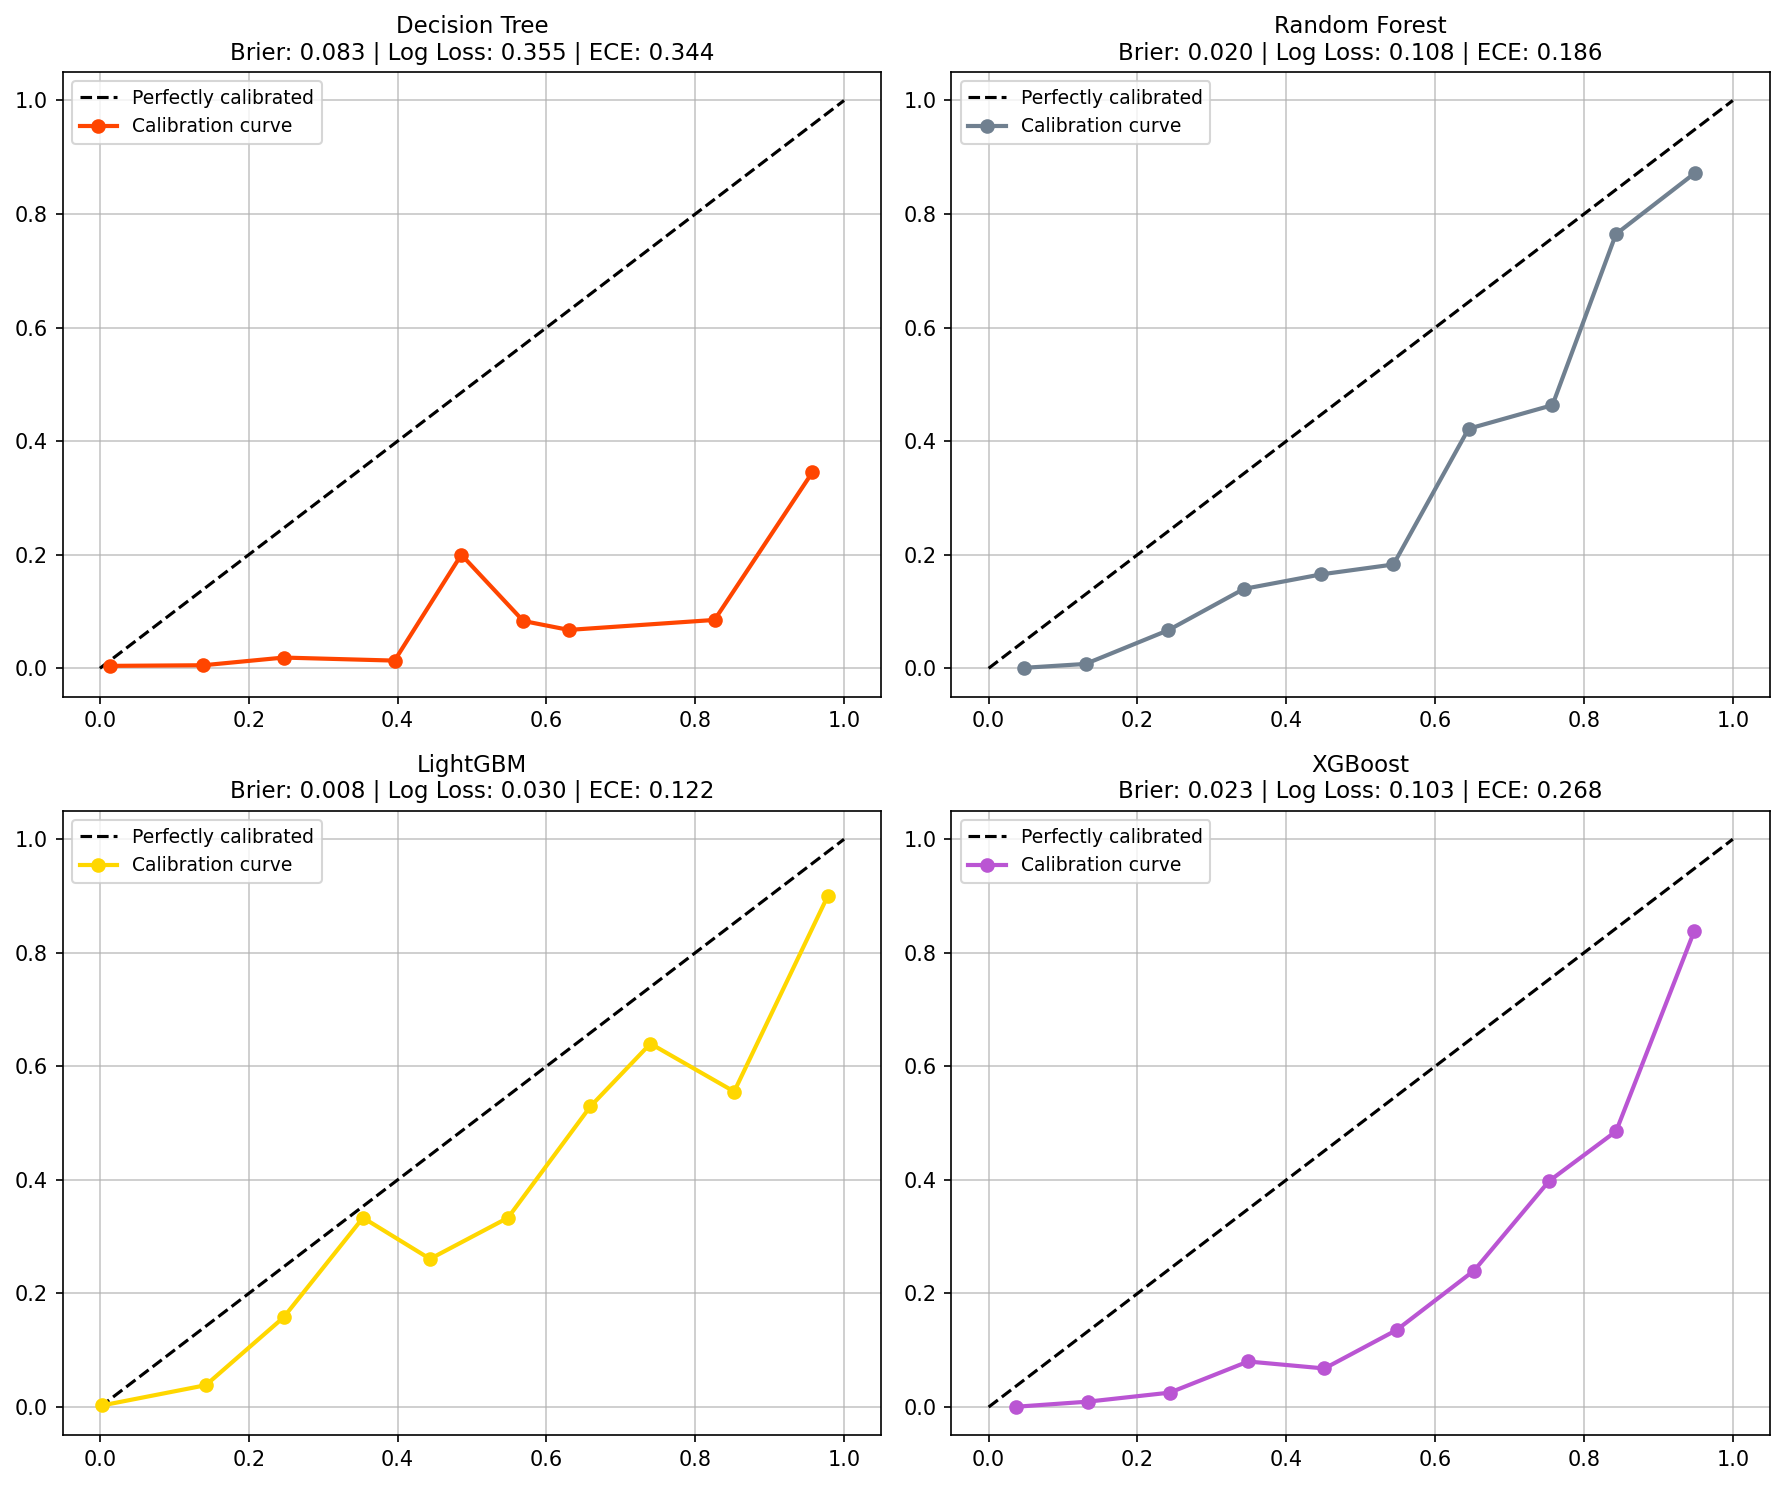 Decision Tree
Brier: 0.083 | Log Loss: 0.355 | ECE: 0.344
Perfectly calibrated
Calibration curve
1.0
0.8
0.6
0.4
0.2
0.0
0.0 0.2 0.4 0.6 0.8 1.0
Random Forest
Brier: 0.020 | Log Loss: 0.108 | ECE: 0.186
Perfectly calibrated
Calibration curve
1.0
0.8
0.6
0.4
0.2
0.0
0.0 0.2 0.4 0.6 0.8 1.0
LightGBM
Brier: 0.008 | Log Loss: 0.030 | ECE: 0.122
Perfectly calibrated
Calibration curve
1.0
0.8
0.6
0.4
0.2
0.0
0.0 0.2 0.4 0.6 0.8 1.0
XGBoost
Brier: 0.023 | Log Loss: 0.103 | ECE: 0.268
Perfectly calibrated
Calibration curve
1.0
0.8
0.6
0.4
0.2
0.0
0.0 0.2 0.4 0.6 0.8 1.0